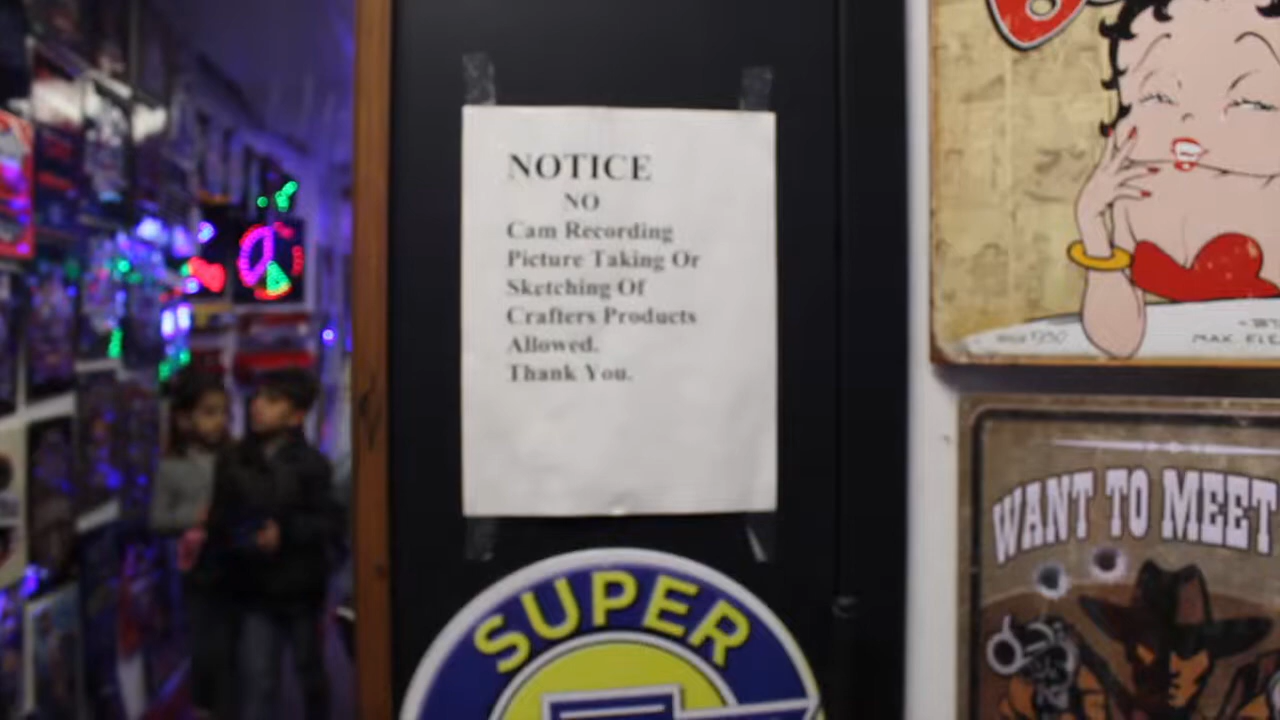 NOTICE
NO
Cam Recording
Picture Taking Or
Sketching Of
Crafters Products
Allowed.
Thank You.
SUPER
WANT TO MEET